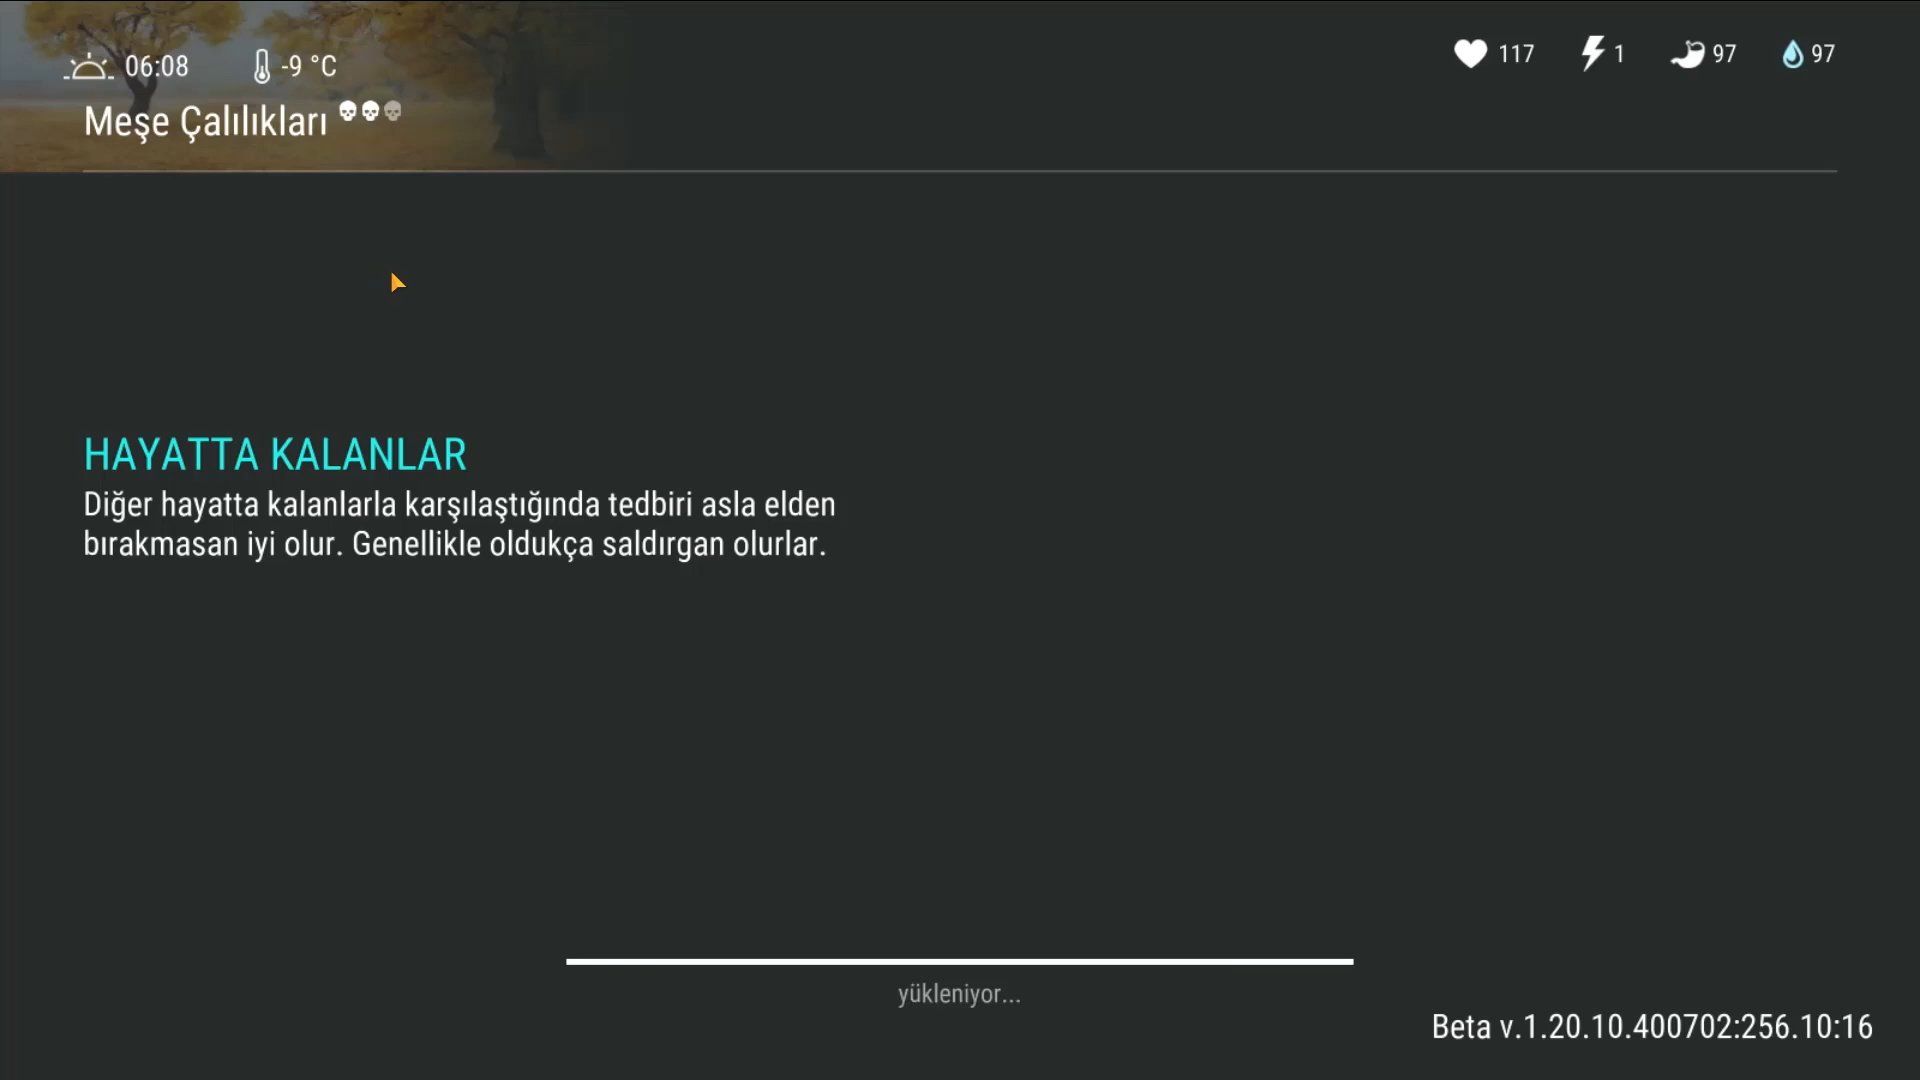 06:08 -9 °C 117 1 97 97
Meşe Çalılıkları
HAYATTA KALANLAR
Diğer hayatta kalanlarla karşılaştığında tedbiri asla elden
bırakmasan iyi olur. Genellikle oldukça saldırgan olurlar.
yükleniyor...
Beta v.1.20.10.400702:256.10:16